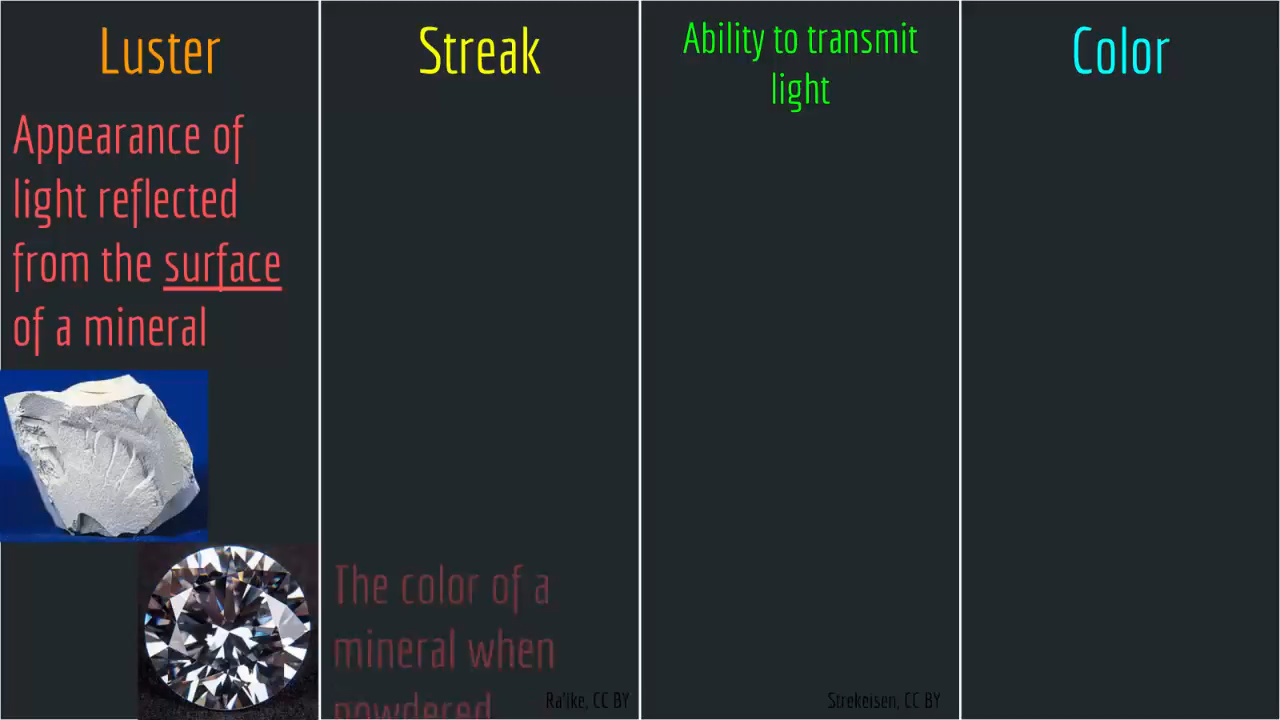 Luster
Appearance of
light reflected
from the surface
of a mineral
Streak
The color of a
mineral when
powdered
Ra'ike, CC BY
Ability to transmit
light
Strekeisen, CC BY
Color